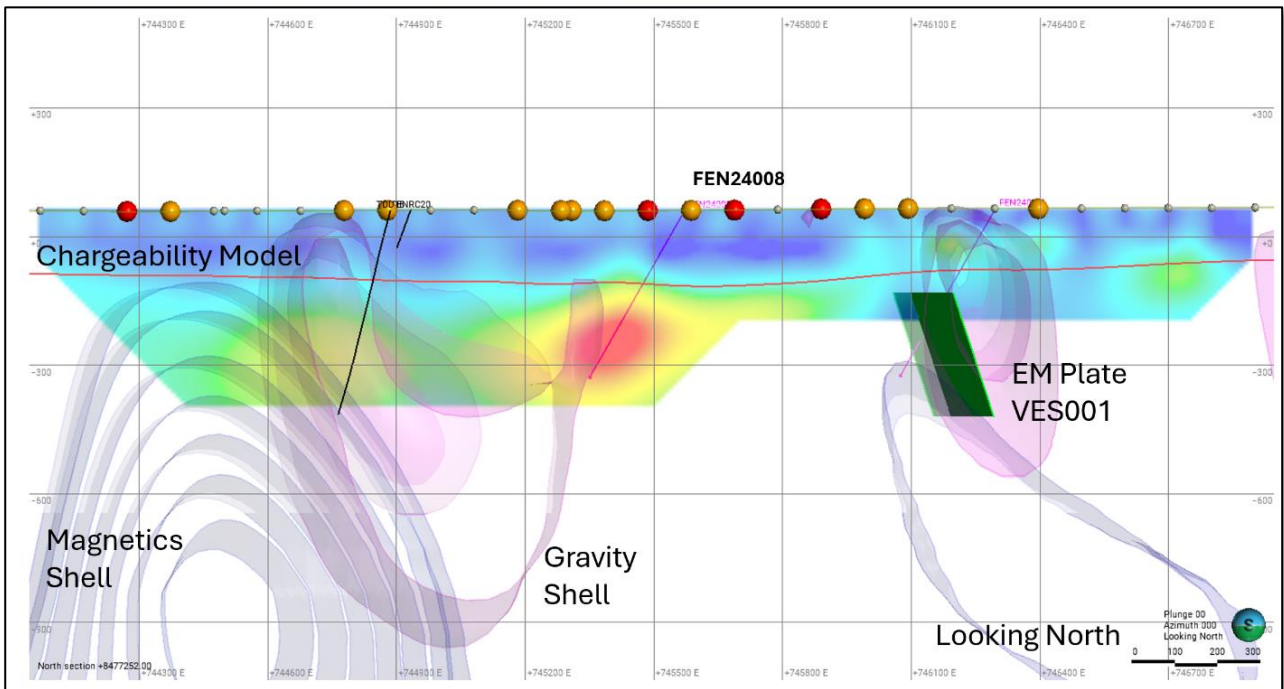 +744300 E
+744600 E
+744900 E
+745200 E
+745500 E
+745800 E
+746100 E
+746400 E
+746700 E
+300
+300
FEN24008
+0
+0
Chargeability Model
-300
-300
EM Plate
VES001
-600
-600
Magnetics
Shell
Gravity
Shell
Plunge 00
Azimuth 000
Looking North
S
Looking North
0 100 200 300
North section +8477252.00
+744300 E
+744600 E
+744900 E
+745200 E
+745500 E
+745800 E
+746100 E
+746400 E
+746700 E